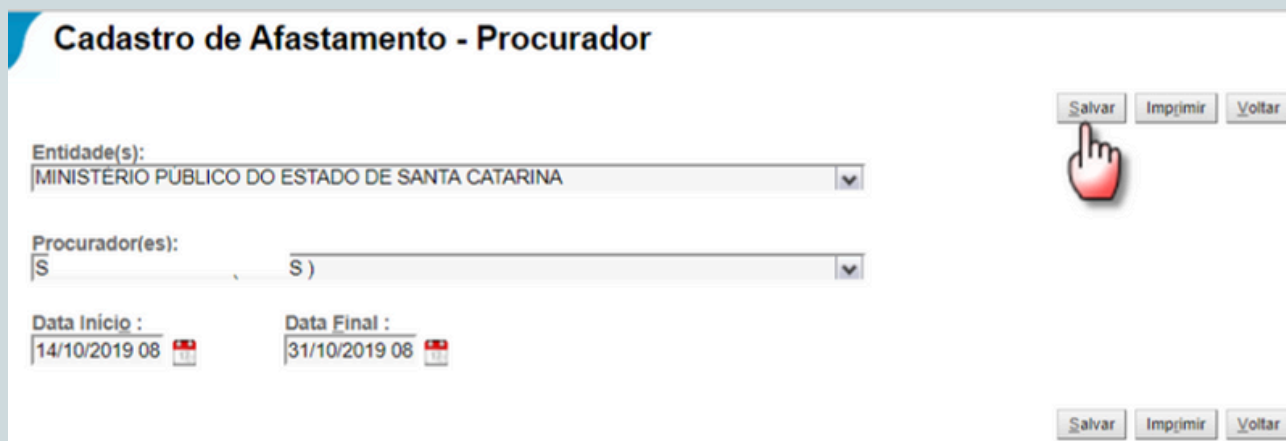 Cadastro de Afastamento - Procurador
Salvar Imprimir Voltar
Entidade(s):
MINISTÉRIO PÚBLICO DO ESTADO DE SANTA CATARINA
Procurador(es):
S S )
Data Início : Data Final :
14/10/2019 08 31/10/2019 08
Salvar Imprimir Voltar